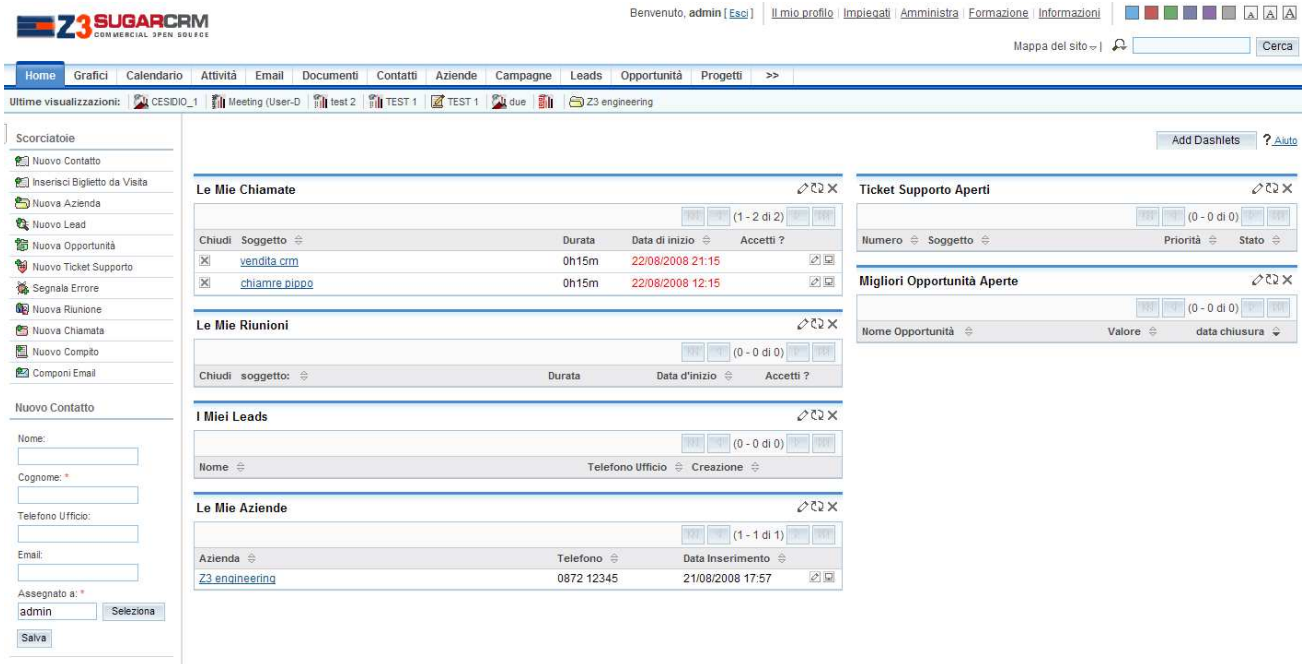 Z3 SUGARCRM
COMMERCIAL OPEN SOURCE
Benvenuto, admin [ Esci ] Il mio profilo Impiegati Amministra Formazione Informazioni A A A
Mappa del sito Cerca
Home Grafici Calendario Attività Email Documenti Contatti Aziende Campagne Leads Opportunità Progetti >>
Ultime visualizzazioni: CESIDIO_1 Meeting (User-D test 2 TEST 1 TEST 1 due Z3 engineering
Scorciatoie
Nuovo Contatto
Inserisci Biglietto da Visita
Nuova Azienda
Nuovo Lead
Nuova Opportunità
Nuovo Ticket Supporto
Segnala Errore
Nuova Riunione
Nuova Chiamata
Nuovo Compito
Componi Email
Nuovo Contatto
Nome:
Cognome: *
Telefono Ufficio:
Email:
Assegnato a: *
admin Seleziona
Salva
Add Dashlets ? Aiuto
Le Mie Chiamate
(1 - 2 di 2)
Chiudi Soggetto Durata Data di inizio Accetti ?
vendita crm 0h15m 22/08/2008 21:15
chiamre pippo 0h15m 22/08/2008 12:15
Le Mie Riunioni
(0 - 0 di 0)
Chiudi soggetto: Durata Data d'inizio Accetti ?
I Miei Leads
(0 - 0 di 0)
Nome Telefono Ufficio Creazione
Le Mie Aziende
(1 - 1 di 1)
Azienda Telefono Data Inserimento
Z3 engineering 0872 12345 21/08/2008 17:57
Ticket Supporto Aperti
(0 - 0 di 0)
Numero Soggetto Priorità Stato
Migliori Opportunità Aperte
(0 - 0 di 0)
Nome Opportunità Valore data chiusura